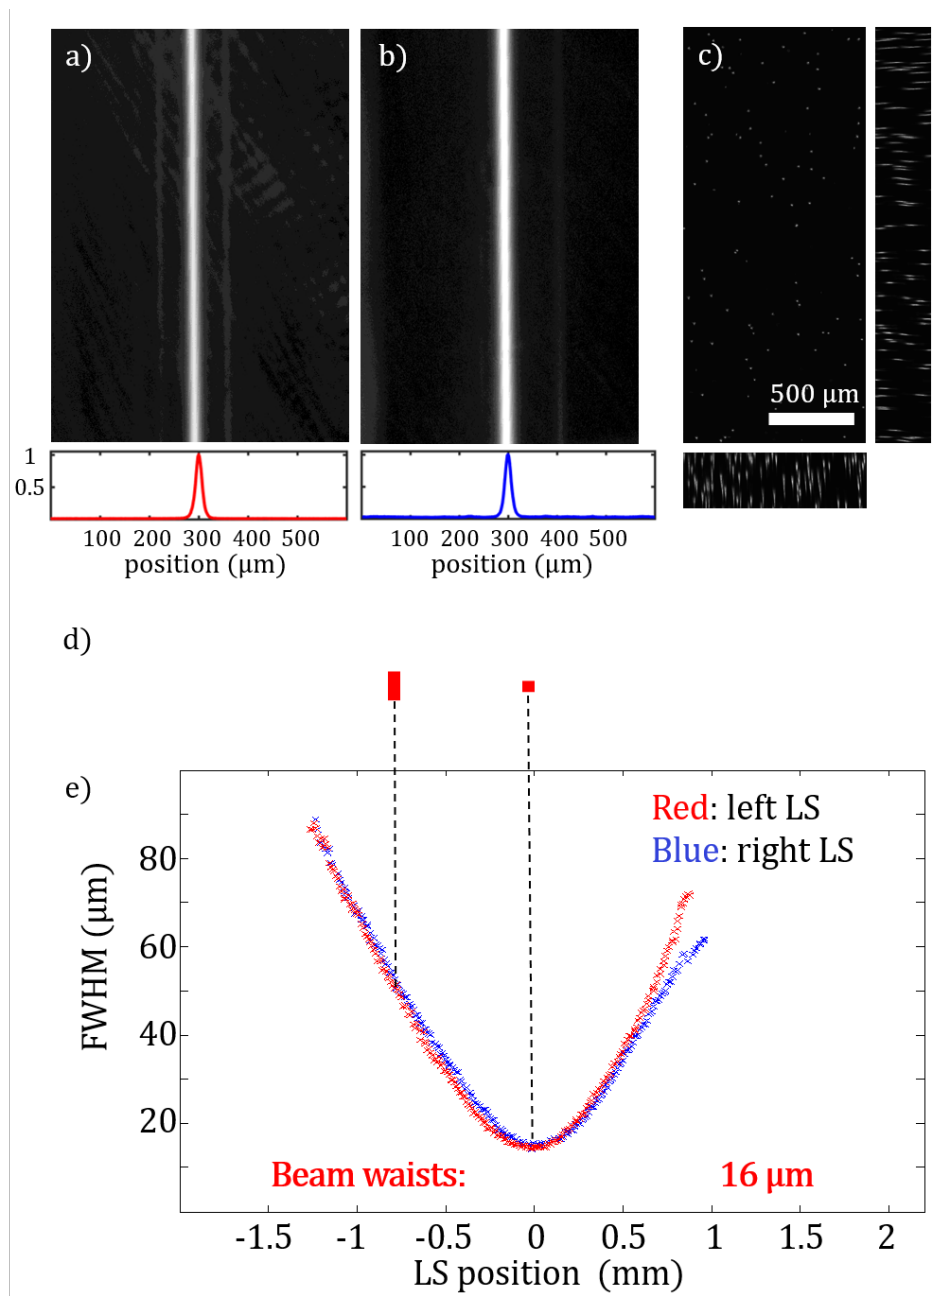 a)
b)
c)
500 μm
1
0.5
100 200 300 400 500
position (μm)
100 200 300 400 500
position (μm)
d)
e)
Red: left LS
Blue: right LS
80
60
40
20
FWHM (μm)
Beam waists: 16 μm
-1.5 -1 -0.5 0 0.5 1 1.5 2
LS position (mm)